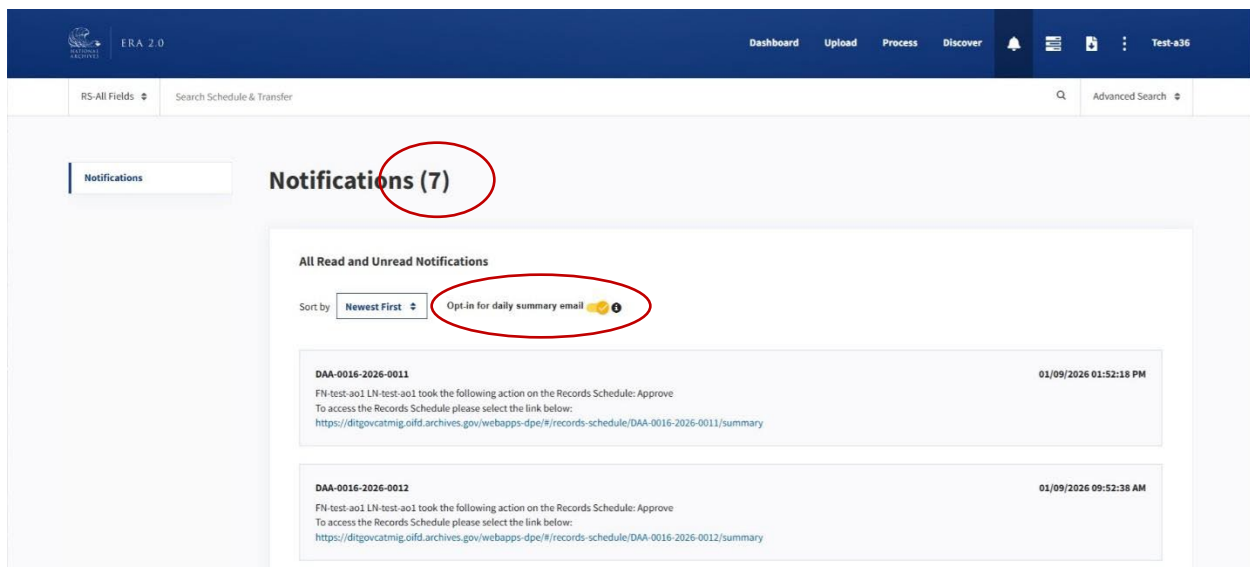 NATIONAL
ARCHIVES
ERA 2.0
Dashboard Upload Process Discover Test-a36
RS-All Fields Search Schedule & Transfer Advanced Search
Notifications
Notifications (7)
All Read and Unread Notifications
Sort by Newest First Opt-in for daily summary email
DAA-0016-2026-0011 01/09/2026 01:52:18 PM
FN-test-ao1 LN-test-ao1 took the following action on the Records Schedule: Approve
To access the Records Schedule please select the link below:
https://ditgovcatmig.oifd.archives.gov/webapps-dpe/#/records-schedule/DAA-0016-2026-0011/summary
DAA-0016-2026-0012 01/09/2026 09:52:38 AM
FN-test-ao1 LN-test-ao1 took the following action on the Records Schedule: Approve
To access the Records Schedule please select the link below:
https://ditgovcatmig.oifd.archives.gov/webapps-dpe/#/records-schedule/DAA-0016-2026-0012/summary